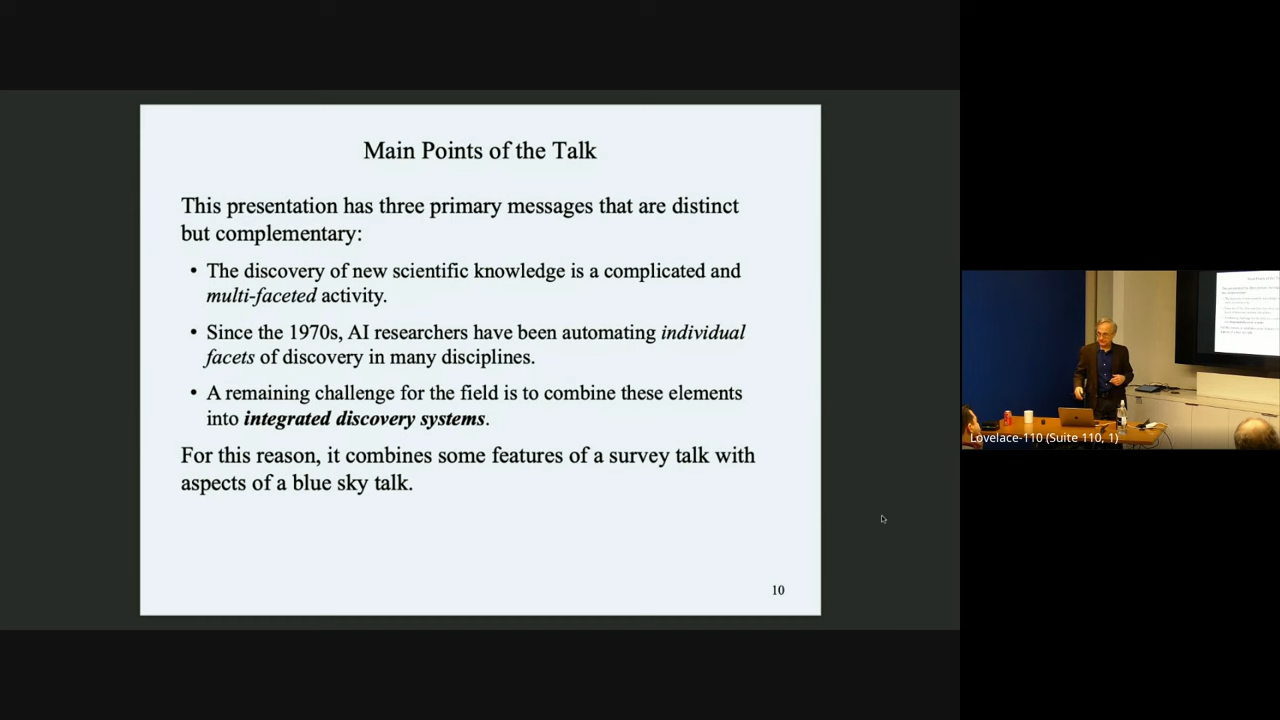 Main Points of the Talk
This presentation has three primary messages that are distinct
but complementary:
• The discovery of new scientific knowledge is a complicated and
multi-faceted activity.
• Since the 1970s, AI researchers have been automating individual
facets of discovery in many disciplines.
• A remaining challenge for the field is to combine these elements
into integrated discovery systems.
For this reason, it combines some features of a survey talk with
aspects of a blue sky talk.
10
Lovelace-110 (Suite 110, 1)